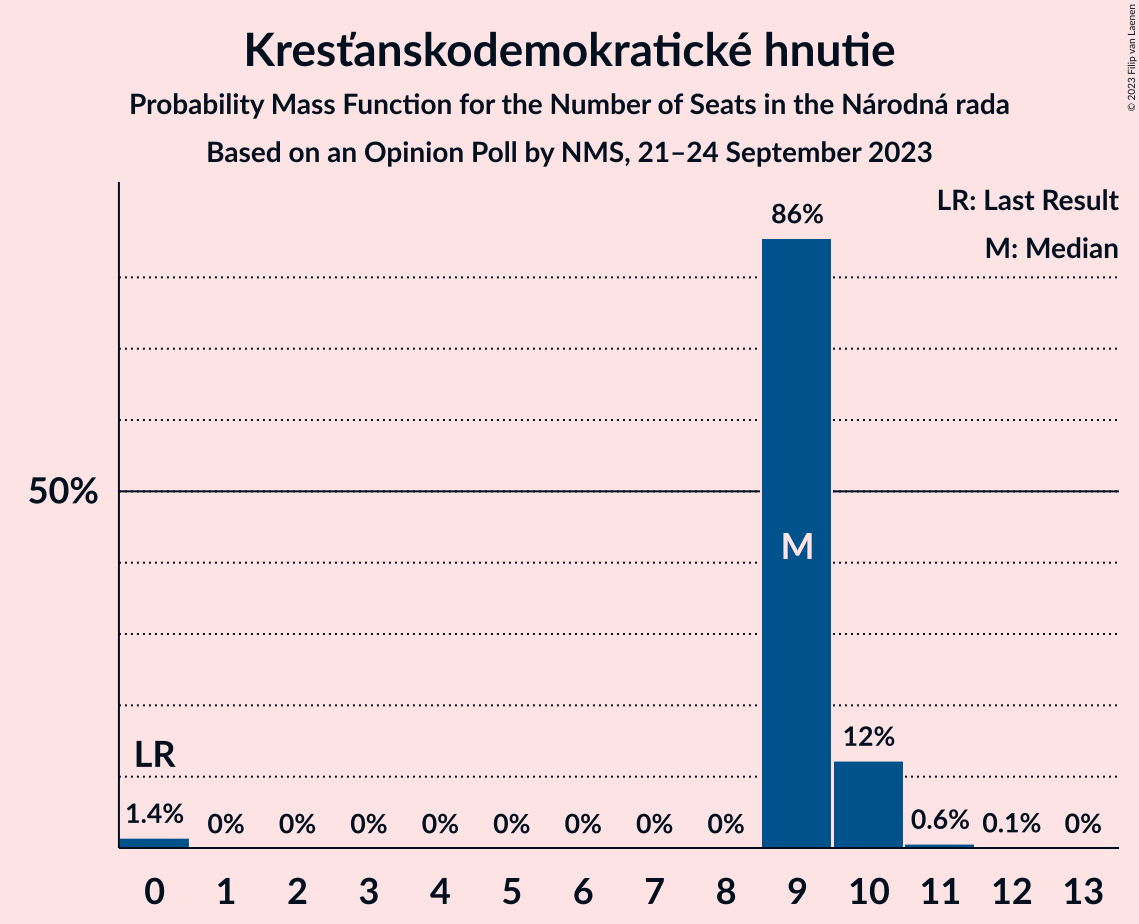 Kresťanskodemokratické hnutie
Probability Mass Function for the Number of Seats in the Národná rada
Based on an Opinion Poll by NMS, 21–24 September 2023
© 2023 Filip van Laenen
LR: Last Result
M: Median
86%
50%
M
12%
LR
1.4% 0% 0% 0% 0% 0% 0% 0% 0% 0.6% 0.1% 0%
0 1 2 3 4 5 6 7 8 9 10 11 12 13